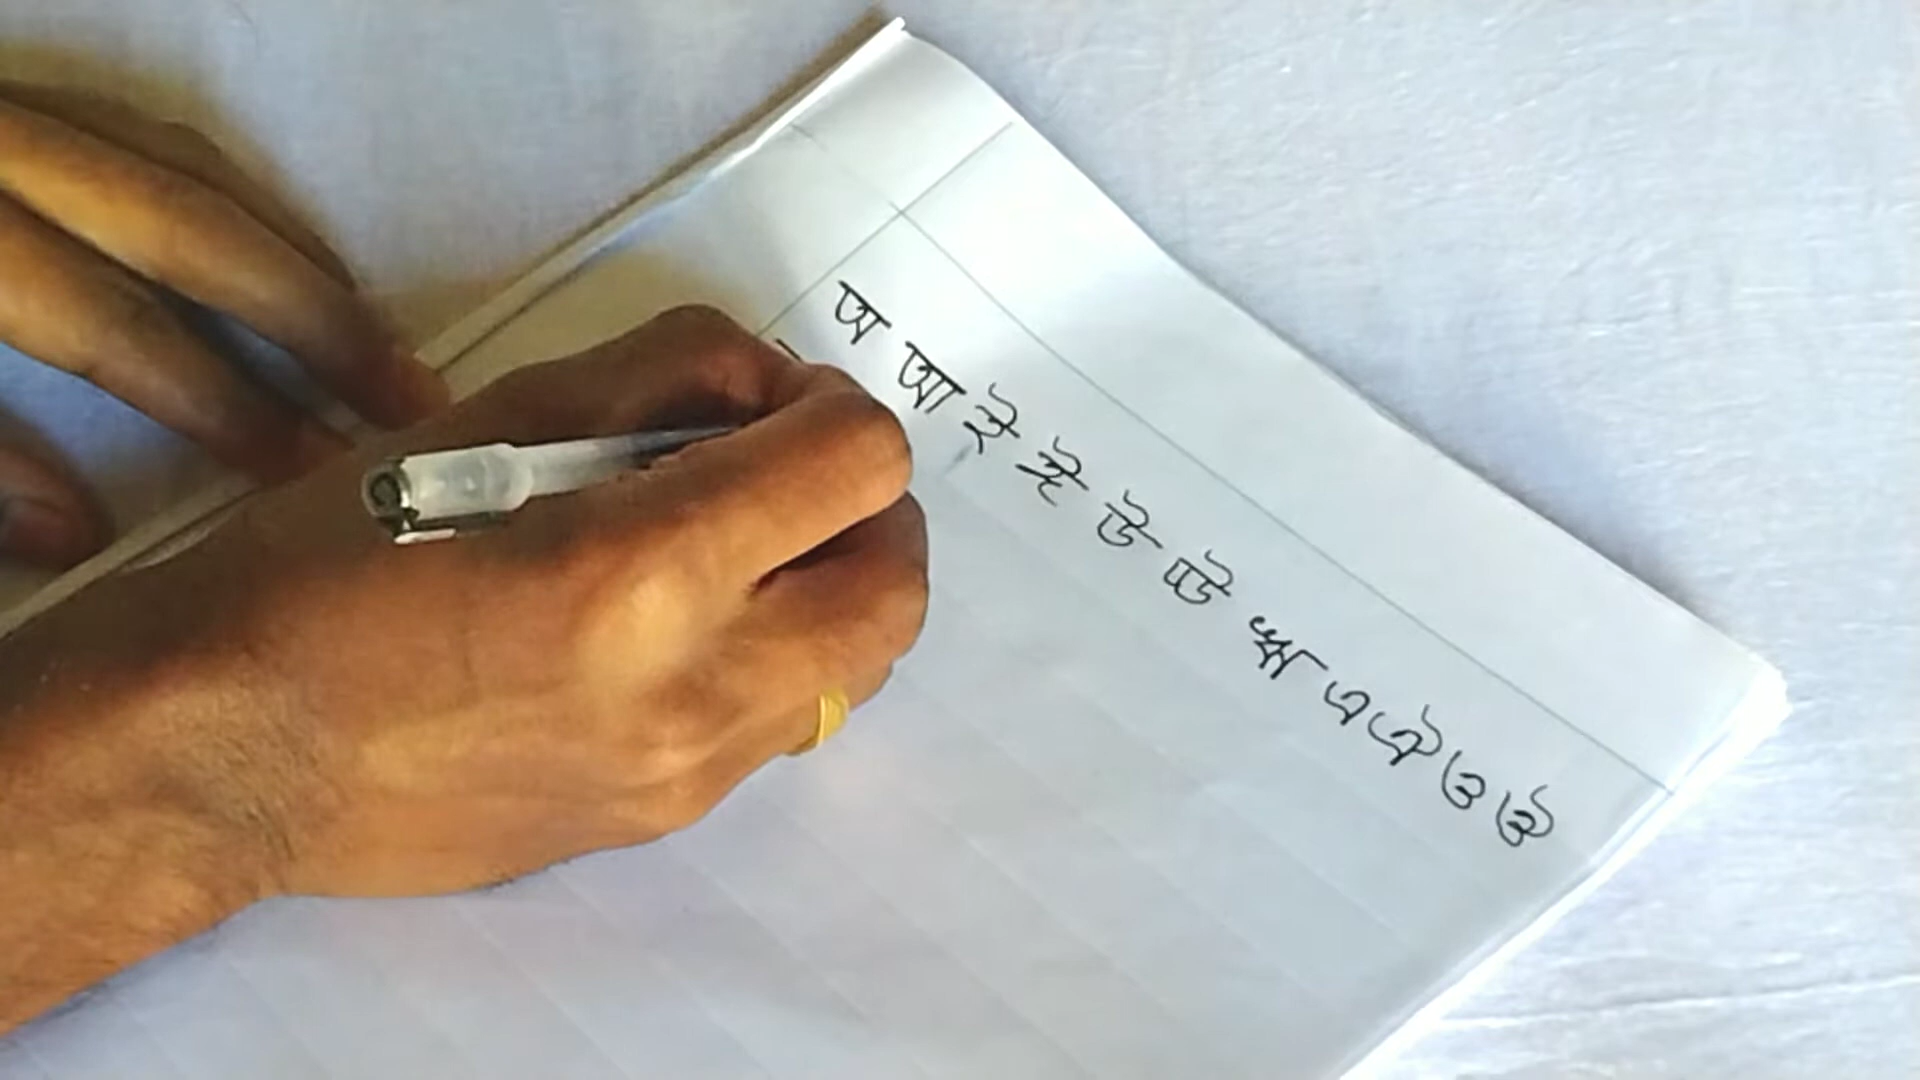 অ আ ই ঈ উ ঊ ঋ এ ঐ ও ঔ